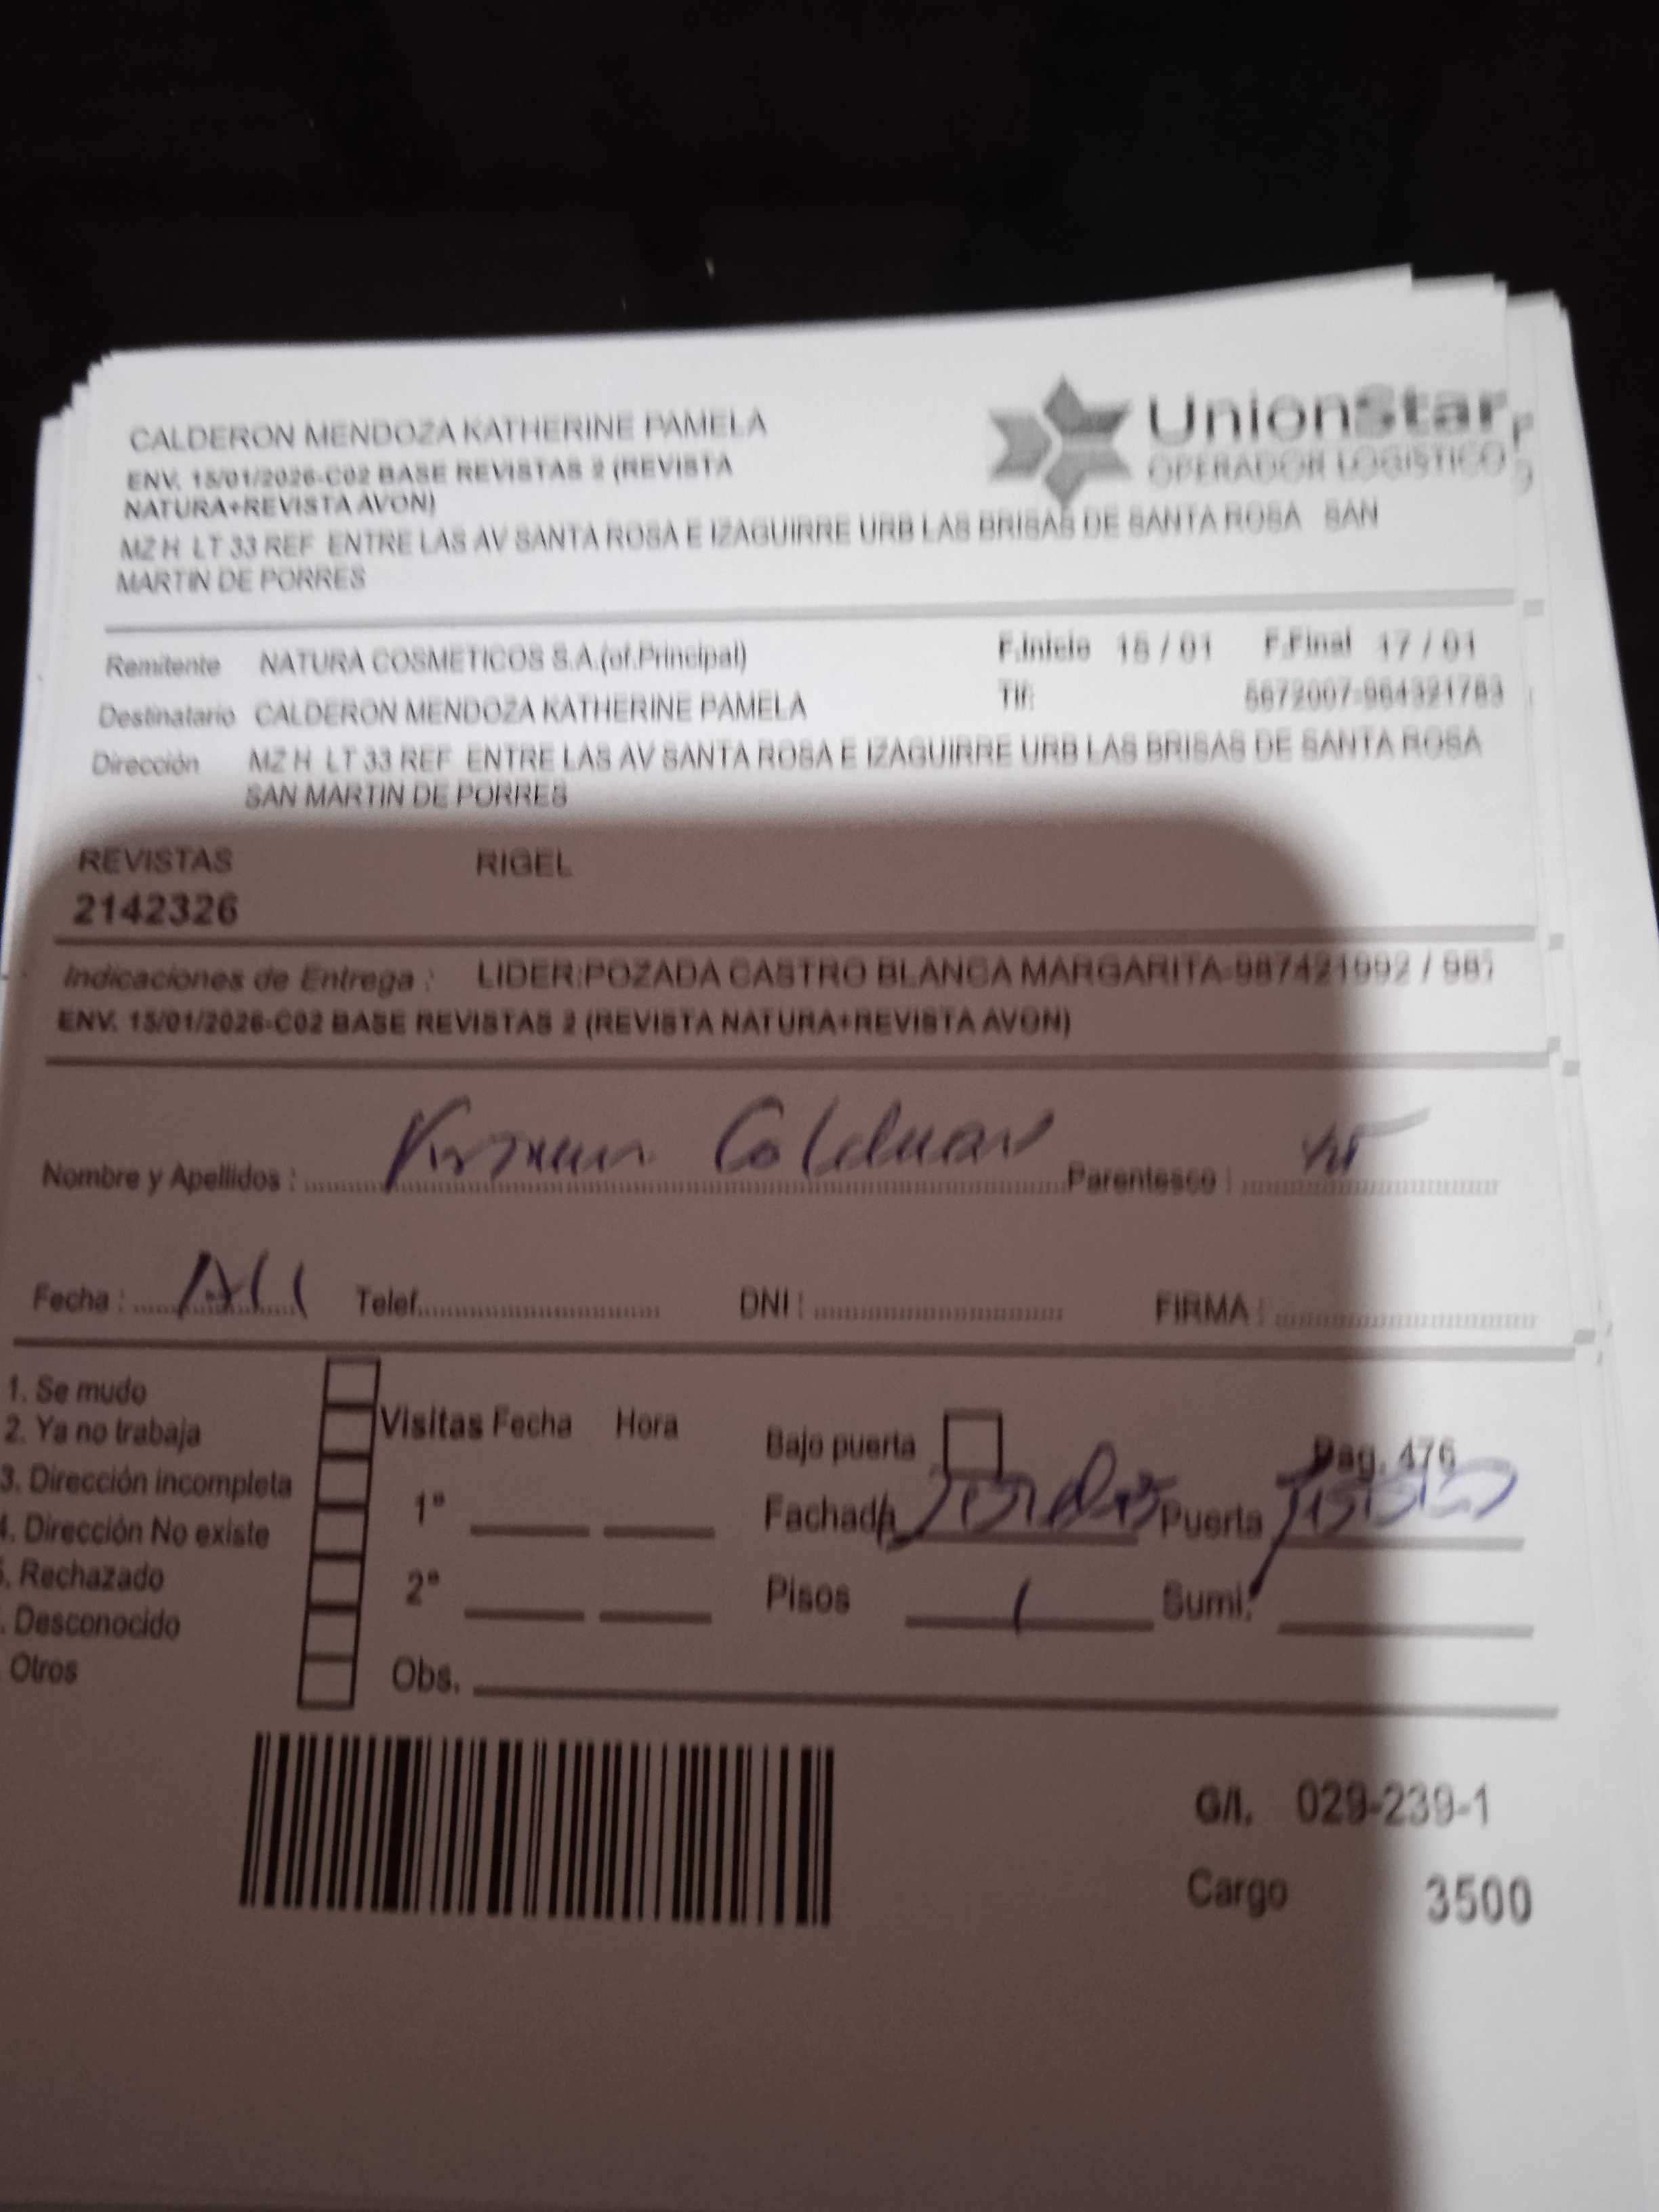 CALDERON MENDOZA KATHERINE PAMELA
UnionStar
OPERADOR LOGISTICO
ENV. 15/01/2026-C02 BASE REVISTAS 2 (REVISTA
NATURA+REVISTA AVON)
MZ H LT 33 REF ENTRE LAS AV SANTA ROSA E IZAGUIRRE URB LAS BRISAS DE SANTA ROSA SAN
MARTIN DE PORRES
Remitente NATURA COSMETICOS S.A.(of.Principal) F.Inicio 15 / 01 F.Final 17 / 01
Destinatario CALDERON MENDOZA KATHERINE PAMELA Tlf: 5672007-964321783
Dirección MZ H LT 33 REF ENTRE LAS AV SANTA ROSA E IZAGUIRRE URB LAS BRISAS DE SANTA ROSA
SAN MARTIN DE PORRES
REVISTAS RIGEL
2142326
Indicaciones de Entrega : LIDER:POZADA CASTRO BLANCA MARGARITA-987421992 / 987
ENV. 15/01/2026-C02 BASE REVISTAS 2 (REVISTA NATURA+REVISTA AVON)
Nombre y Apellidos : Parentesco :
Fecha : Telef. DNI : FIRMA :
1. Se mudo
2. Ya no trabaja
3. Dirección incompleta
4. Dirección No existe
. Rechazado
. Desconocido
Otros
Visitas Fecha Hora
1ª
2ª
Obs.
Bajo puerta Pag. 476
Fachada Puerta
Pisos 1 Sumi.
G/I. 029-239-1
Cargo 3500